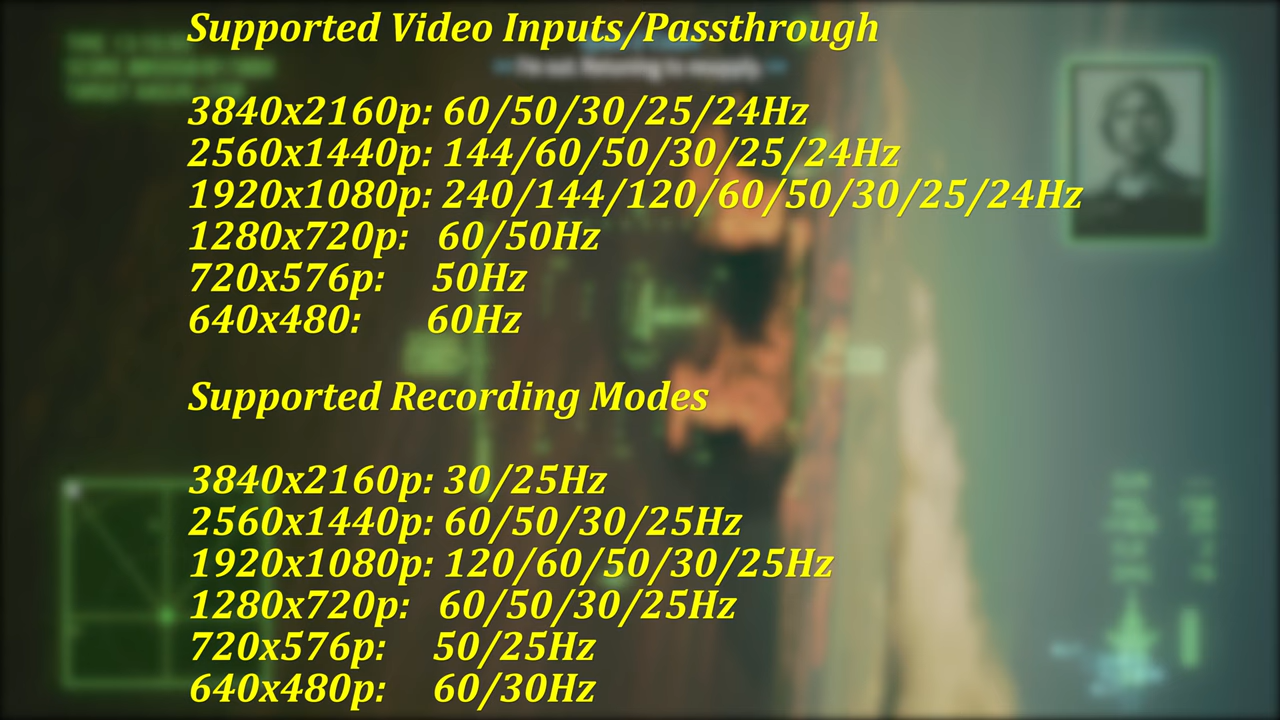 Supported Video Inputs/Passthrough
3840x2160p: 60/50/30/25/24Hz
2560x1440p: 144/60/50/30/25/24Hz
1920x1080p: 240/144/120/60/50/30/25/24Hz
1280x720p: 60/50Hz
720x576p: 50Hz
640x480: 60Hz
Supported Recording Modes
3840x2160p: 30/25Hz
2560x1440p: 60/50/30/25Hz
1920x1080p: 120/60/50/30/25Hz
1280x720p: 60/50/30/25Hz
720x576p: 50/25Hz
640x480p: 60/30Hz